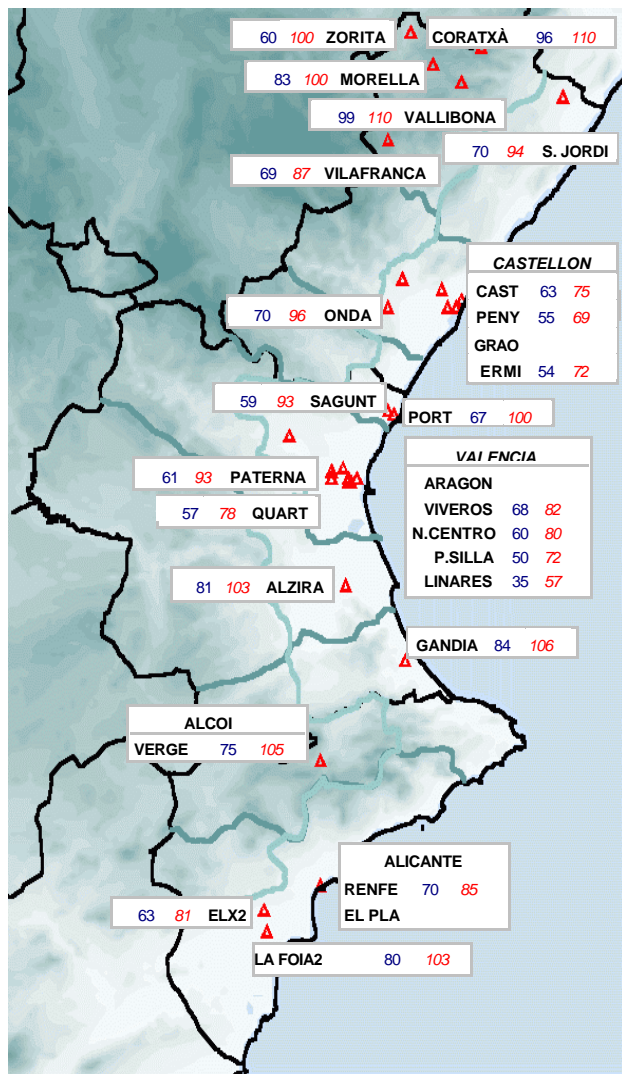 60 100 ZORITA
CORATXÀ 96 110
83 100 MORELLA
99 110 VALLIBONA
70 94 S. JORDI
69 87 VILAFRANCA
CASTELLON
CAST 63 75
PENY 55 69
GRAO
ERMI 54 72
70 96 ONDA
59 93 SAGUNT
PORT 67 100
VALENCIA
ARAGON
VIVEROS 68 82
N.CENTRO 60 80
P.SILLA 50 72
LINARES 35 57
61 93 PATERNA
57 78 QUART
81 103 ALZIRA
GANDIA 84 106
ALCOI
VERGE 75 105
ALICANTE
RENFE 70 85
EL PLA
63 81 ELX2
LA FOIA2 80 103